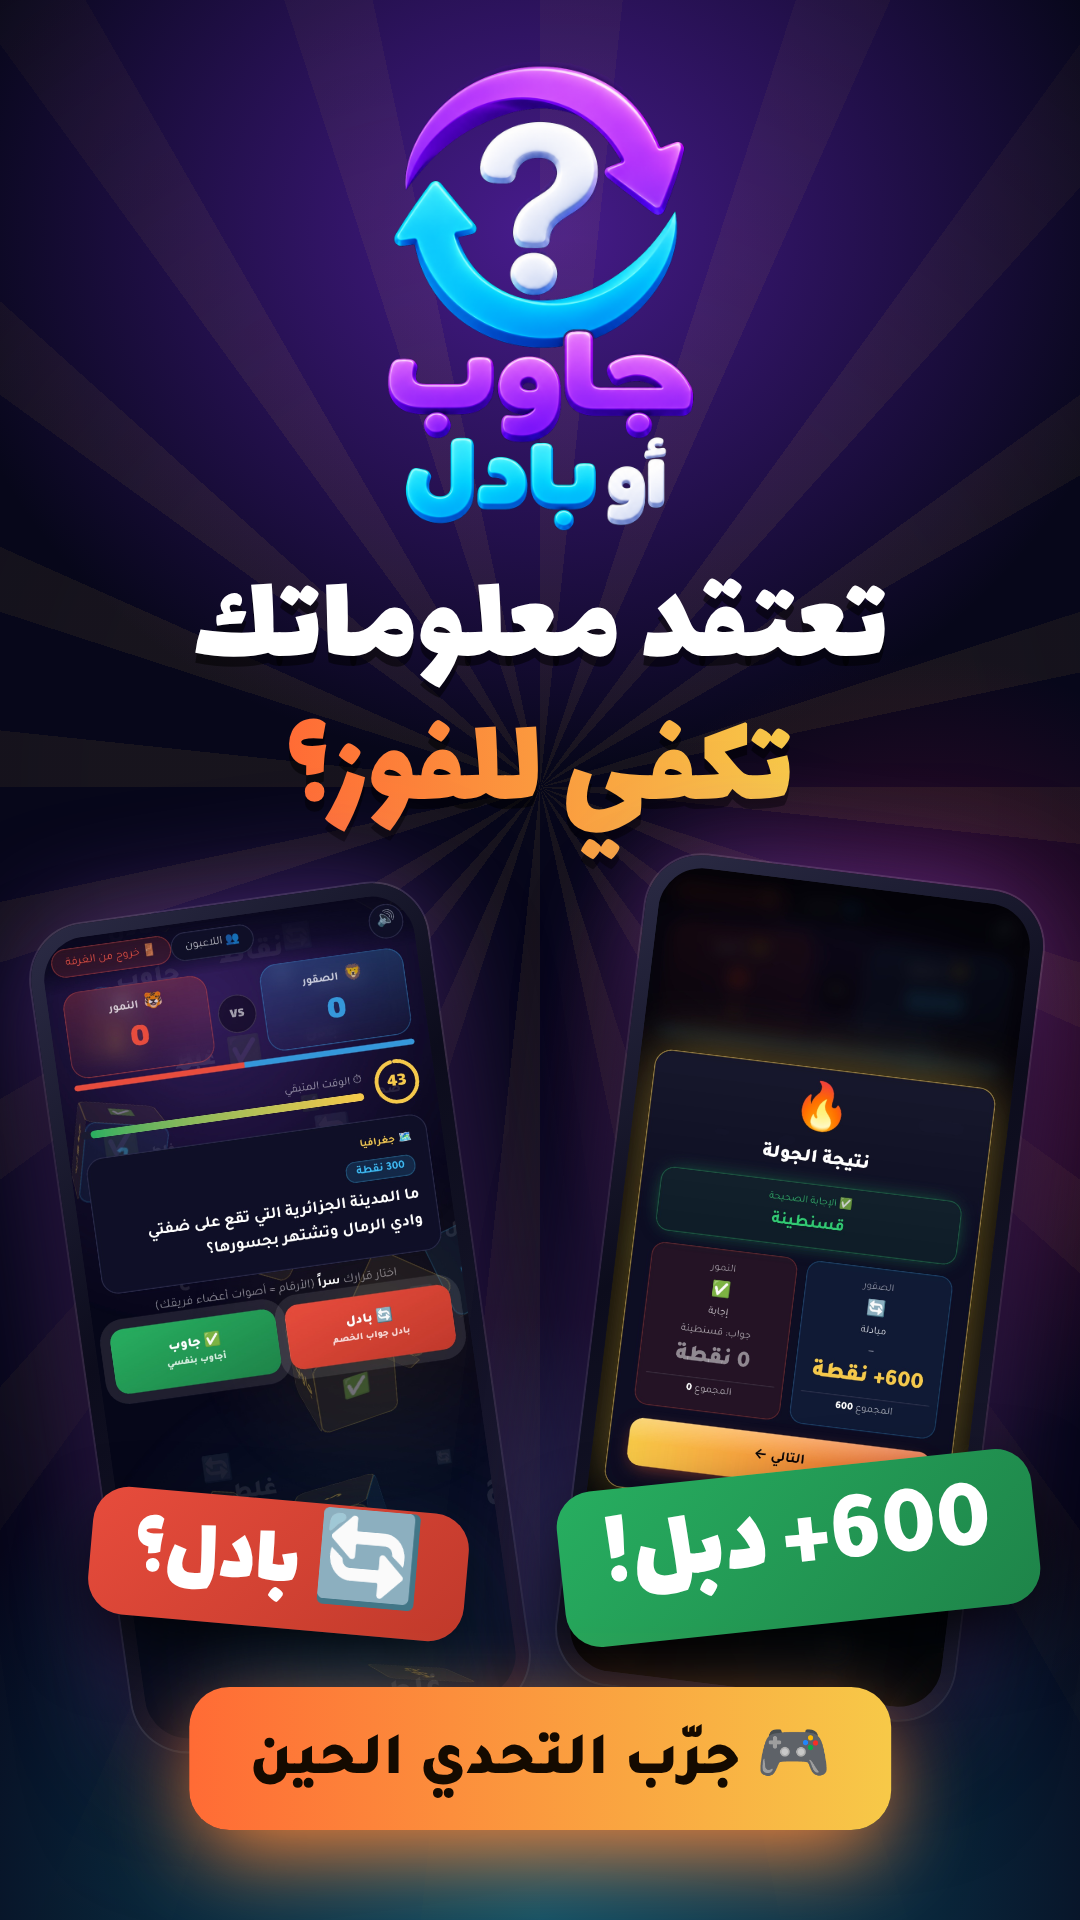 جاوب
أو بادل
تعتقد معلوماتك
تكفي للفوز؟
🔊
👥 اللاعبون
🚪 خروج من الغرفة
🦁 الصقور
0
VS
🐯 النمور
0
⏱ الوقت المتبقي
43
🗺️ جغرافيا
300 نقطة
ما المدينة الجزائرية التي تقع على ضفتي
وادي الرمال وتشتهر بجسورها؟
اختار قرارك سراً (الأرقام = أصوات أعضاء فريقك)
🔄 بادل
بادل جواب الخصم
✅ جاوب
أجاوب بنفسي
🔥
نتيجة الجولة
✅ الإجابة الصحيحة
قسنطينة
الصقور
🔄
مبادلة
–
+600 نقطة
المجموع 600
النمور
✅
إجابة
جواب: قسنطينة
0 نقطة
المجموع 0
التالي ←
+600 دبل!
🔄 بادل؟
🎮 جرّب التحدي الحين